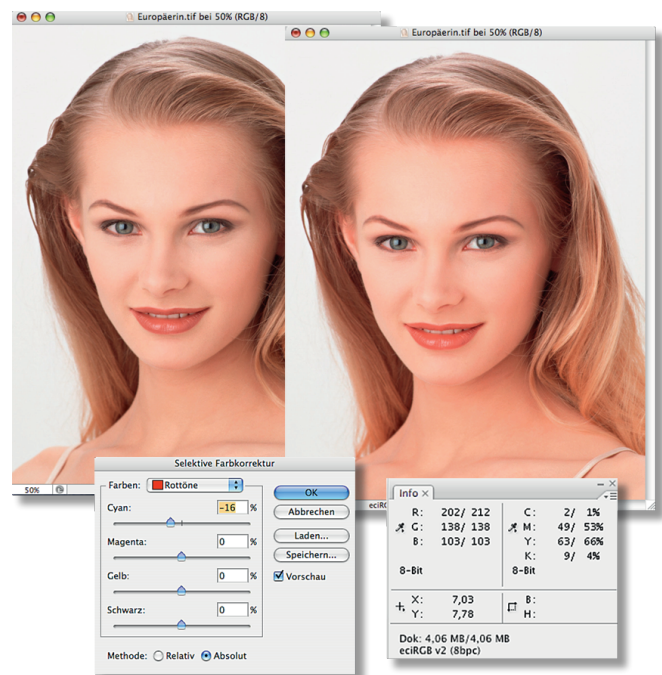 Europäerin.tif bei 50% (RGB/8)
Europäerin.tif bei 50% (RGB/8)
50%
eciR
Selektive Farbkorrektur
Farben: Rottöne
Cyan: -16 %
Magenta: 0 %
Gelb: 0 %
Schwarz: 0 %
Methode: Relativ Absolut
OK
Abbrechen
Laden...
Speichern...
Vorschau
Info ×
R: 202/ 212
G: 138/ 138
B: 103/ 103
8-Bit
C: 2/ 1%
M: 49/ 53%
Y: 63/ 66%
K: 9/ 4%
8-Bit
X: 7,03
Y: 7,78
B:
H:
Dok: 4,06 MB/4,06 MB
eciRGB v2 (8bpc)